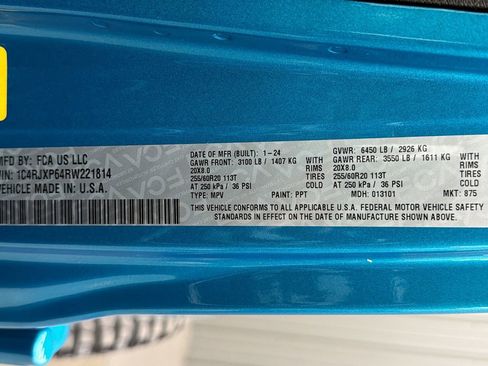 MFD BY: FCA US LLC
VIN: 1C4RJXP64RW221814
VEHICLE MADE IN U.S.A.
DATE OF MFR (BUILT): 1-24
GAWR FRONT: 3100 LB / 1407 KG WITH
20X8.0 RIMS
255/60R20 113T TIRES
AT 250 kPa / 36 PSI
TYPE: MPV PAINT: PPT MDH: 013101 MKT: 875
GVWR: 6450 LB / 2926 KG
GAWR REAR: 3550 LB / 1611 KG WITH
20X8.0 RIMS
255/60R20 113T TIRES
AT 250 kPa / 36 PSI
THIS VEHICLE CONFORMS TO ALL APPLICABLE U.S.A. FEDERAL MOTOR VEHICLE SAFETY
STANDARDS IN EFFECT ON THE DATE OF MANUFACTURE SHOWN ABOVE.